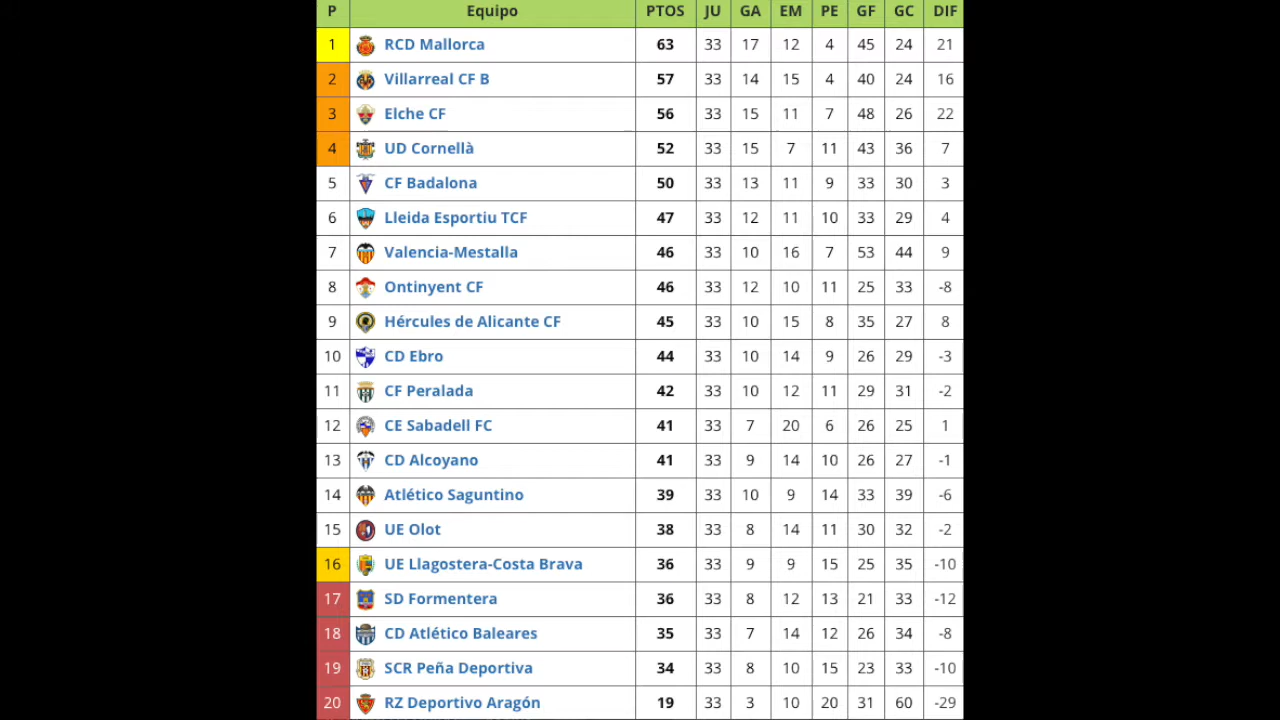 P Equipo PTOS JU GA EM PE GF GC DIF
1 RCD Mallorca 63 33 17 12 4 45 24 21
2 Villarreal CF B 57 33 14 15 4 40 24 16
3 Elche CF 56 33 15 11 7 48 26 22
4 UD Cornellà 52 33 15 7 11 43 36 7
5 CF Badalona 50 33 13 11 9 33 30 3
6 Lleida Esportiu TCF 47 33 12 11 10 33 29 4
7 Valencia-Mestalla 46 33 10 16 7 53 44 9
8 Ontinyent CF 46 33 12 10 11 25 33 -8
9 Hércules de Alicante CF 45 33 10 15 8 35 27 8
10 CD Ebro 44 33 10 14 9 26 29 -3
11 CF Peralada 42 33 10 12 11 29 31 -2
12 CE Sabadell FC 41 33 7 20 6 26 25 1
13 CD Alcoyano 41 33 9 14 10 26 27 -1
14 Atlético Saguntino 39 33 10 9 14 33 39 -6
15 UE Olot 38 33 8 14 11 30 32 -2
16 UE Llagostera-Costa Brava 36 33 9 9 15 25 35 -10
17 SD Formentera 36 33 8 12 13 21 33 -12
18 CD Atlético Baleares 35 33 7 14 12 26 34 -8
19 SCR Peña Deportiva 34 33 8 10 15 23 33 -10
20 RZ Deportivo Aragón 19 33 3 10 20 31 60 -29